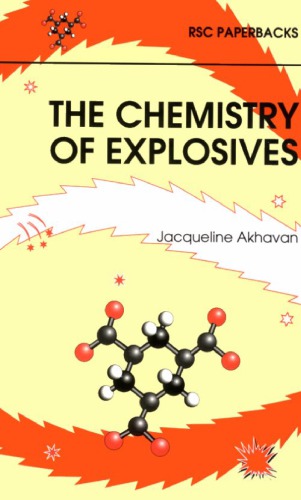 RSC PAPERBACKS
THE CHEMISTRY
OF EXPLOSIVES
Jacqueline Akhavan